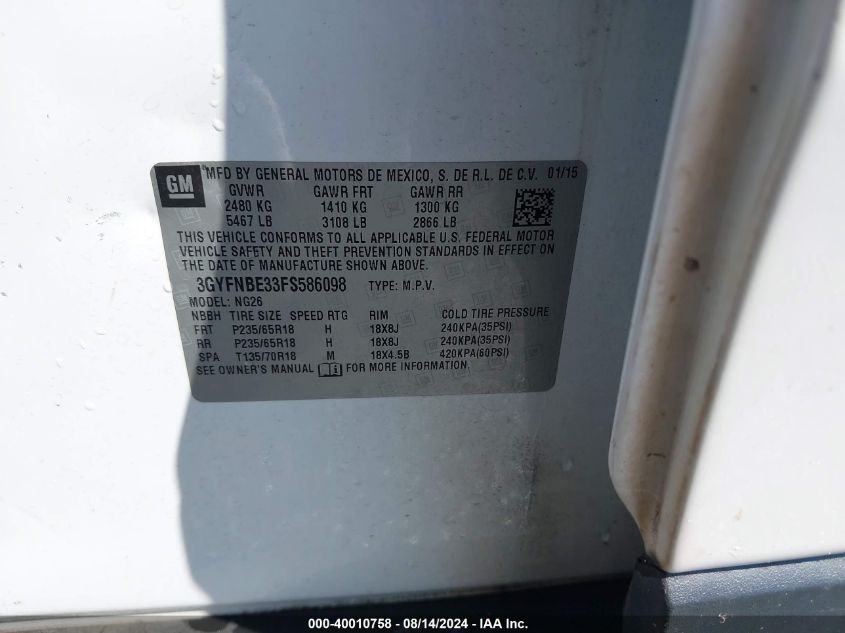 GM
MFD BY GENERAL MOTORS DE MEXICO, S. DE R.L. DE C.V. 01/15
GVWR GAWR FRT GAWR RR
2480 KG 1410 KG 1300 KG
5467 LB 3108 LB 2866 LB
THIS VEHICLE CONFORMS TO ALL APPLICABLE U.S. FEDERAL MOTOR
VEHICLE SAFETY AND THEFT PREVENTION STANDARDS IN EFFECT ON
THE DATE OF MANUFACTURE SHOWN ABOVE.
3GYFNBE33FS586098 TYPE: M.P.V.
MODEL: NG26
NBBH TIRE SIZE SPEED RTG RIM COLD TIRE PRESSURE
FRT P235/65R18 H 18X8J 240KPA(35PSI)
RR P235/65R18 H 18X8J 240KPA(35PSI)
SPA T135/70R18 M 18X4.5B 420KPA(60PSI)
SEE OWNER'S MANUAL FOR MORE INFORMATION.
000-40010758 - 08/14/2024 - IAA Inc.